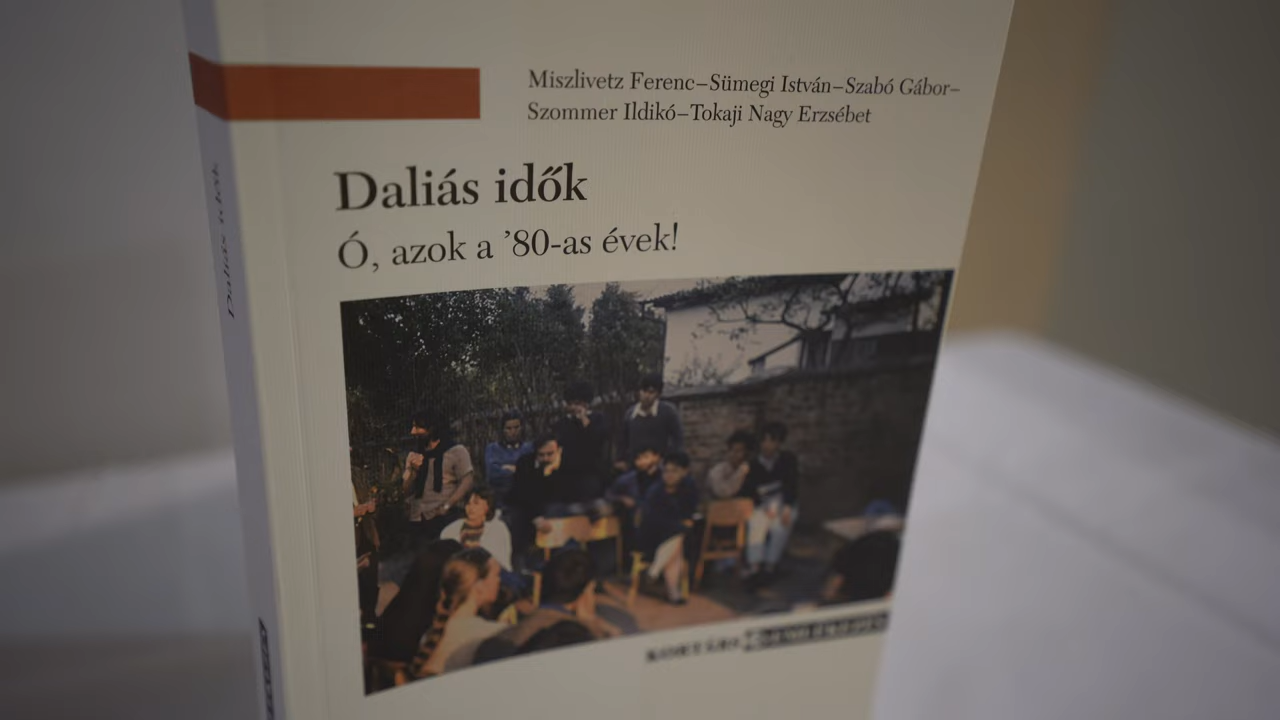 Miszlivetz Ferenc–Sümegi István–Szabó Gábor–
Szommer Ildikó–Tokaji Nagy Erzsébet
Daliás idők
Ó, azok a ’80-as évek!
Daliás idők
KORTÁRS